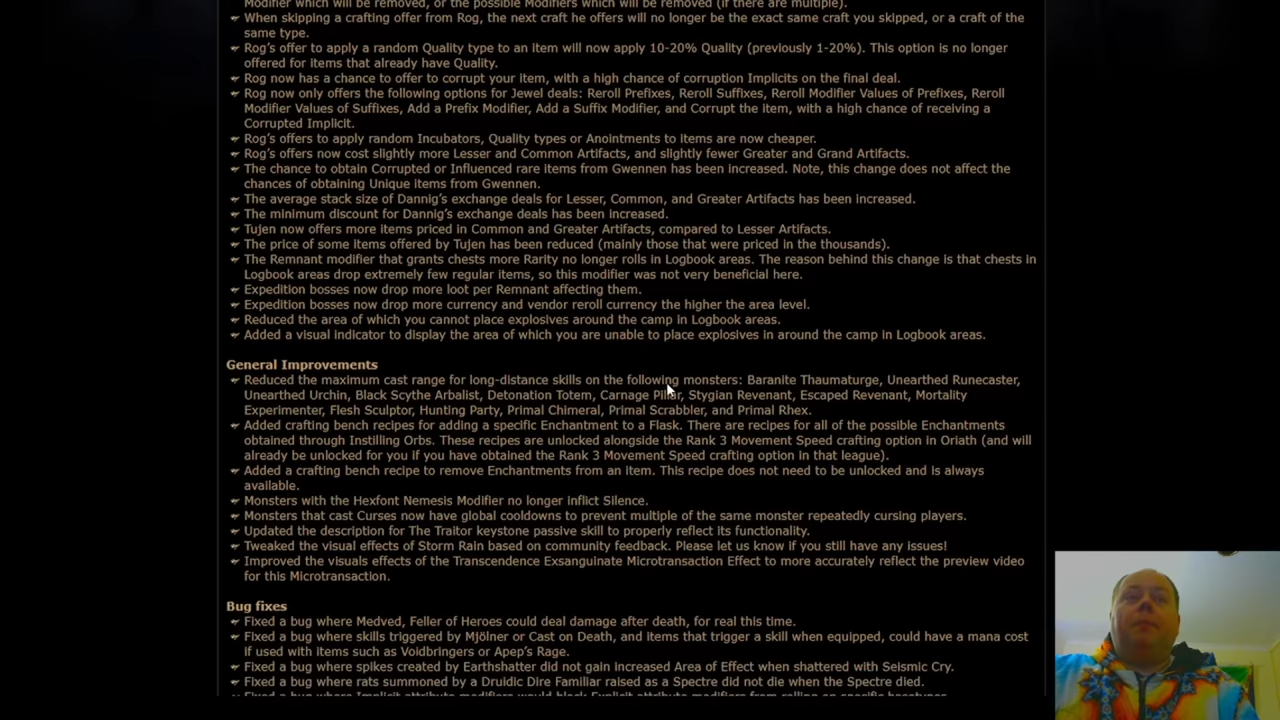 Modifier which will be removed, or the possible Modifiers which will be removed (if there are multiple).
When skipping a crafting offer from Rog, the next craft he offers will no longer be the exact same craft you skipped, or a craft of the
same type.
Rog's offer to apply a random Quality type to an item will now apply 10-20% Quality (previously 1-20%). This option is no longer
offered for items that already have Quality.
Rog now has a chance to offer to corrupt your item, with a high chance of corruption Implicits on the final deal.
Rog now only offers the following options for Jewel deals: Reroll Prefixes, Reroll Suffixes, Reroll Modifier Values of Prefixes, Reroll
Modifier Values of Suffixes, Add a Prefix Modifier, Add a Suffix Modifier, and Corrupt the item, with a high chance of receiving a
Corrupted Implicit.
Rog's offers to apply random Incubators, Quality types or Anointments to items are now cheaper.
Rog's offers now cost slightly more Lesser and Common Artifacts, and slightly fewer Greater and Grand Artifacts.
The chance to obtain Corrupted or Influenced rare items from Gwennen has been increased. Note, this change does not affect the
chances of obtaining Unique items from Gwennen.
The average stack size of Dannig's exchange deals for Lesser, Common, and Greater Artifacts has been increased.
The minimum discount for Dannig's exchange deals has been increased.
Tujen now offers more items priced in Common and Greater Artifacts, compared to Lesser Artifacts.
The price of some items offered by Tujen has been reduced (mainly those that were priced in the thousands).
The Remnant modifier that grants chests more Rarity no longer rolls in Logbook areas. The reason behind this change is that chests in
Logbook areas drop extremely few regular items, so this modifier was not very beneficial here.
Expedition bosses now drop more loot per Remnant affecting them.
Expedition bosses now drop more currency and vendor reroll currency the higher the area level.
Reduced the area of which you cannot place explosives around the camp in Logbook areas.
Added a visual indicator to display the area of which you are unable to place explosives in around the camp in Logbook areas.
General Improvements
Reduced the maximum cast range for long-distance skills on the following monsters: Baranite Thaumaturge, Unearthed Runecaster,
Unearthed Urchin, Black Scythe Arbalist, Detonation Totem, Carnage Pillar, Stygian Revenant, Escaped Revenant, Mortality
Experimenter, Flesh Sculptor, Hunting Party, Primal Chimeral, Primal Scrabbler, and Primal Rhex.
Added crafting bench recipes for adding a specific Enchantment to a Flask. There are recipes for all of the possible Enchantments
obtained through Instilling Orbs. These recipes are unlocked alongside the Rank 3 Movement Speed crafting option in Oriath (and will
already be unlocked for you if you have obtained the Rank 3 Movement Speed crafting option in that league).
Added a crafting bench recipe to remove Enchantments from an item. This recipe does not need to be unlocked and is always
available.
Monsters with the Hexfont Nemesis Modifier no longer inflict Silence.
Monsters that cast Curses now have global cooldowns to prevent multiple of the same monster repeatedly cursing players.
Updated the description for The Traitor keystone passive skill to properly reflect its functionality.
Tweaked the visual effects of Storm Rain based on community feedback. Please let us know if you still have any issues!
Improved the visuals effects of the Transcendence Exsanguinate Microtransaction Effect to more accurately reflect the preview video
for this Microtransaction.
Bug fixes
Fixed a bug where Medved, Feller of Heroes could deal damage after death, for real this time.
Fixed a bug where skills triggered by Mjölner or Cast on Death, and items that trigger a skill when equipped, could have a mana cost
if used with items such as Voidbringers or Apep's Rage.
Fixed a bug where spikes created by Earthshatter did not gain increased Area of Effect when shattered with Seismic Cry.
Fixed a bug where rats summoned by a Druidic Dire Familiar raised as a Spectre did not die when the Spectre died.
Fixed a bug where Implicit attribute modifiers would block Explicit attribute modifiers from rolling on specific basetypes.